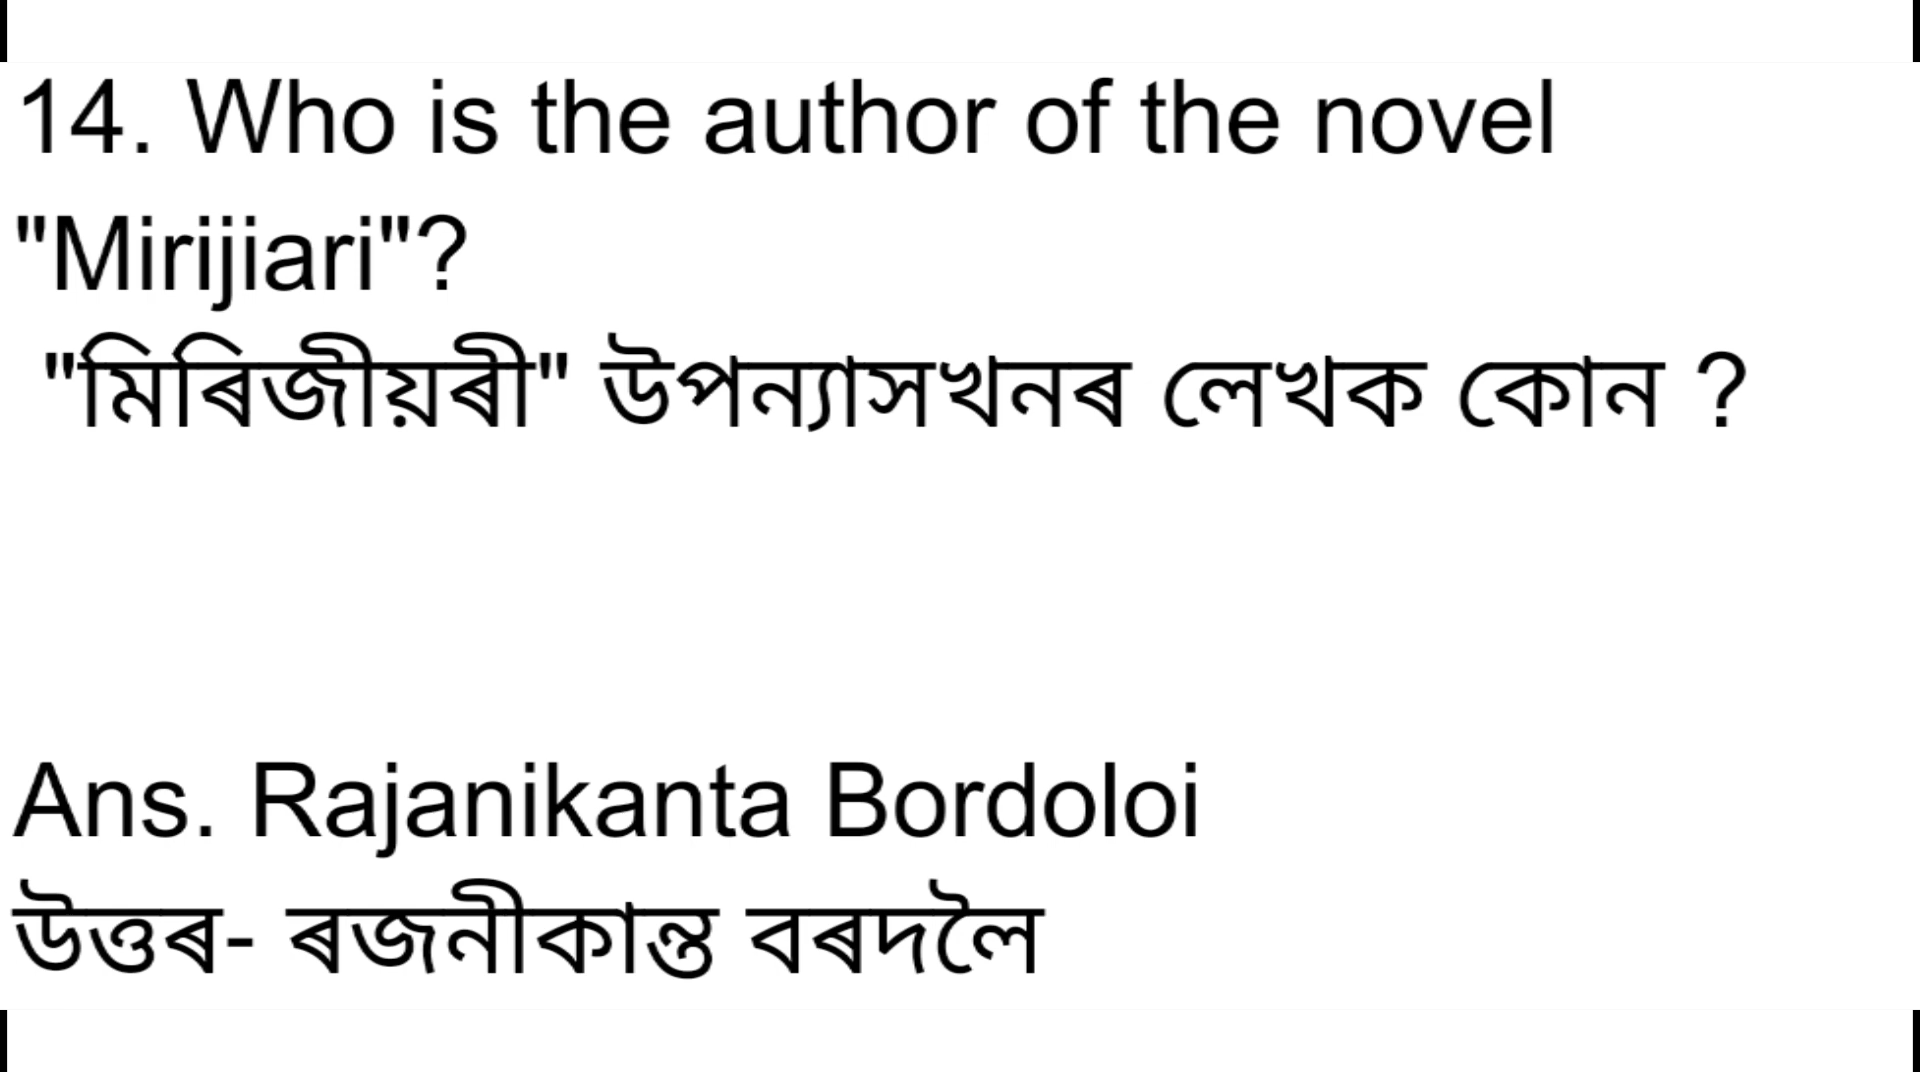 14. Who is the author of the novel
"Mirijiari"?
"মিৰিজীয়ৰী" উপন্যাসখনৰ লেখক কোন ?
Ans. Rajanikanta Bordoloi
উত্তৰ- ৰজনীকান্ত বৰদলৈ